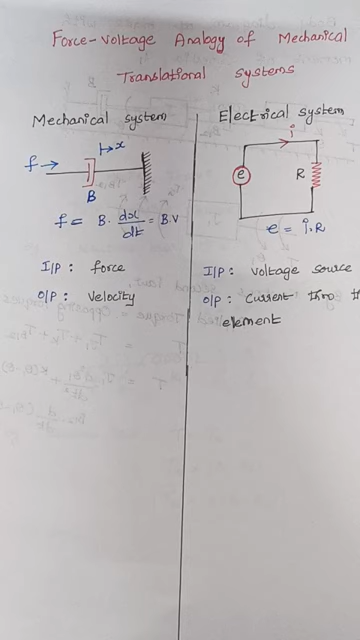 Force-Voltage Analogy of Mechanical
Translational systems
Mechanical system
f → ↦x
B
f = B. dx/dt = B.V
I/P : force
O/P : velocity
Electrical system
i
e R
e = i.R
I/P : Voltage source
O/P : Current thro t
element